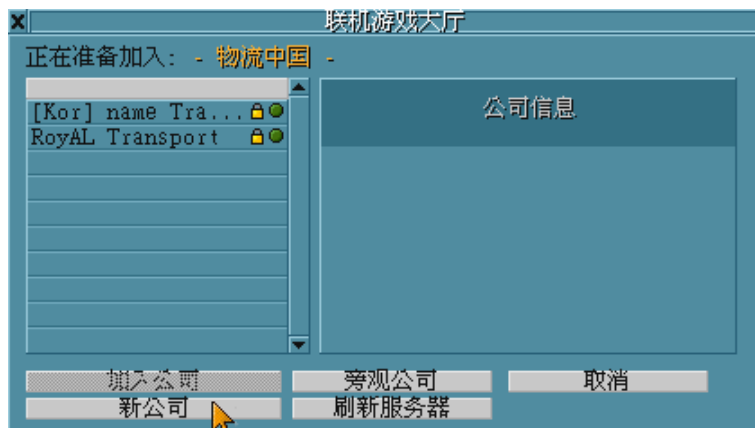 联机游戏大厅
正在准备加入: - 物流中国 -
公司信息
[Kor] name Tra...
RoyAL Transport
加入公司 旁观公司 取消
新公司 刷新服务器